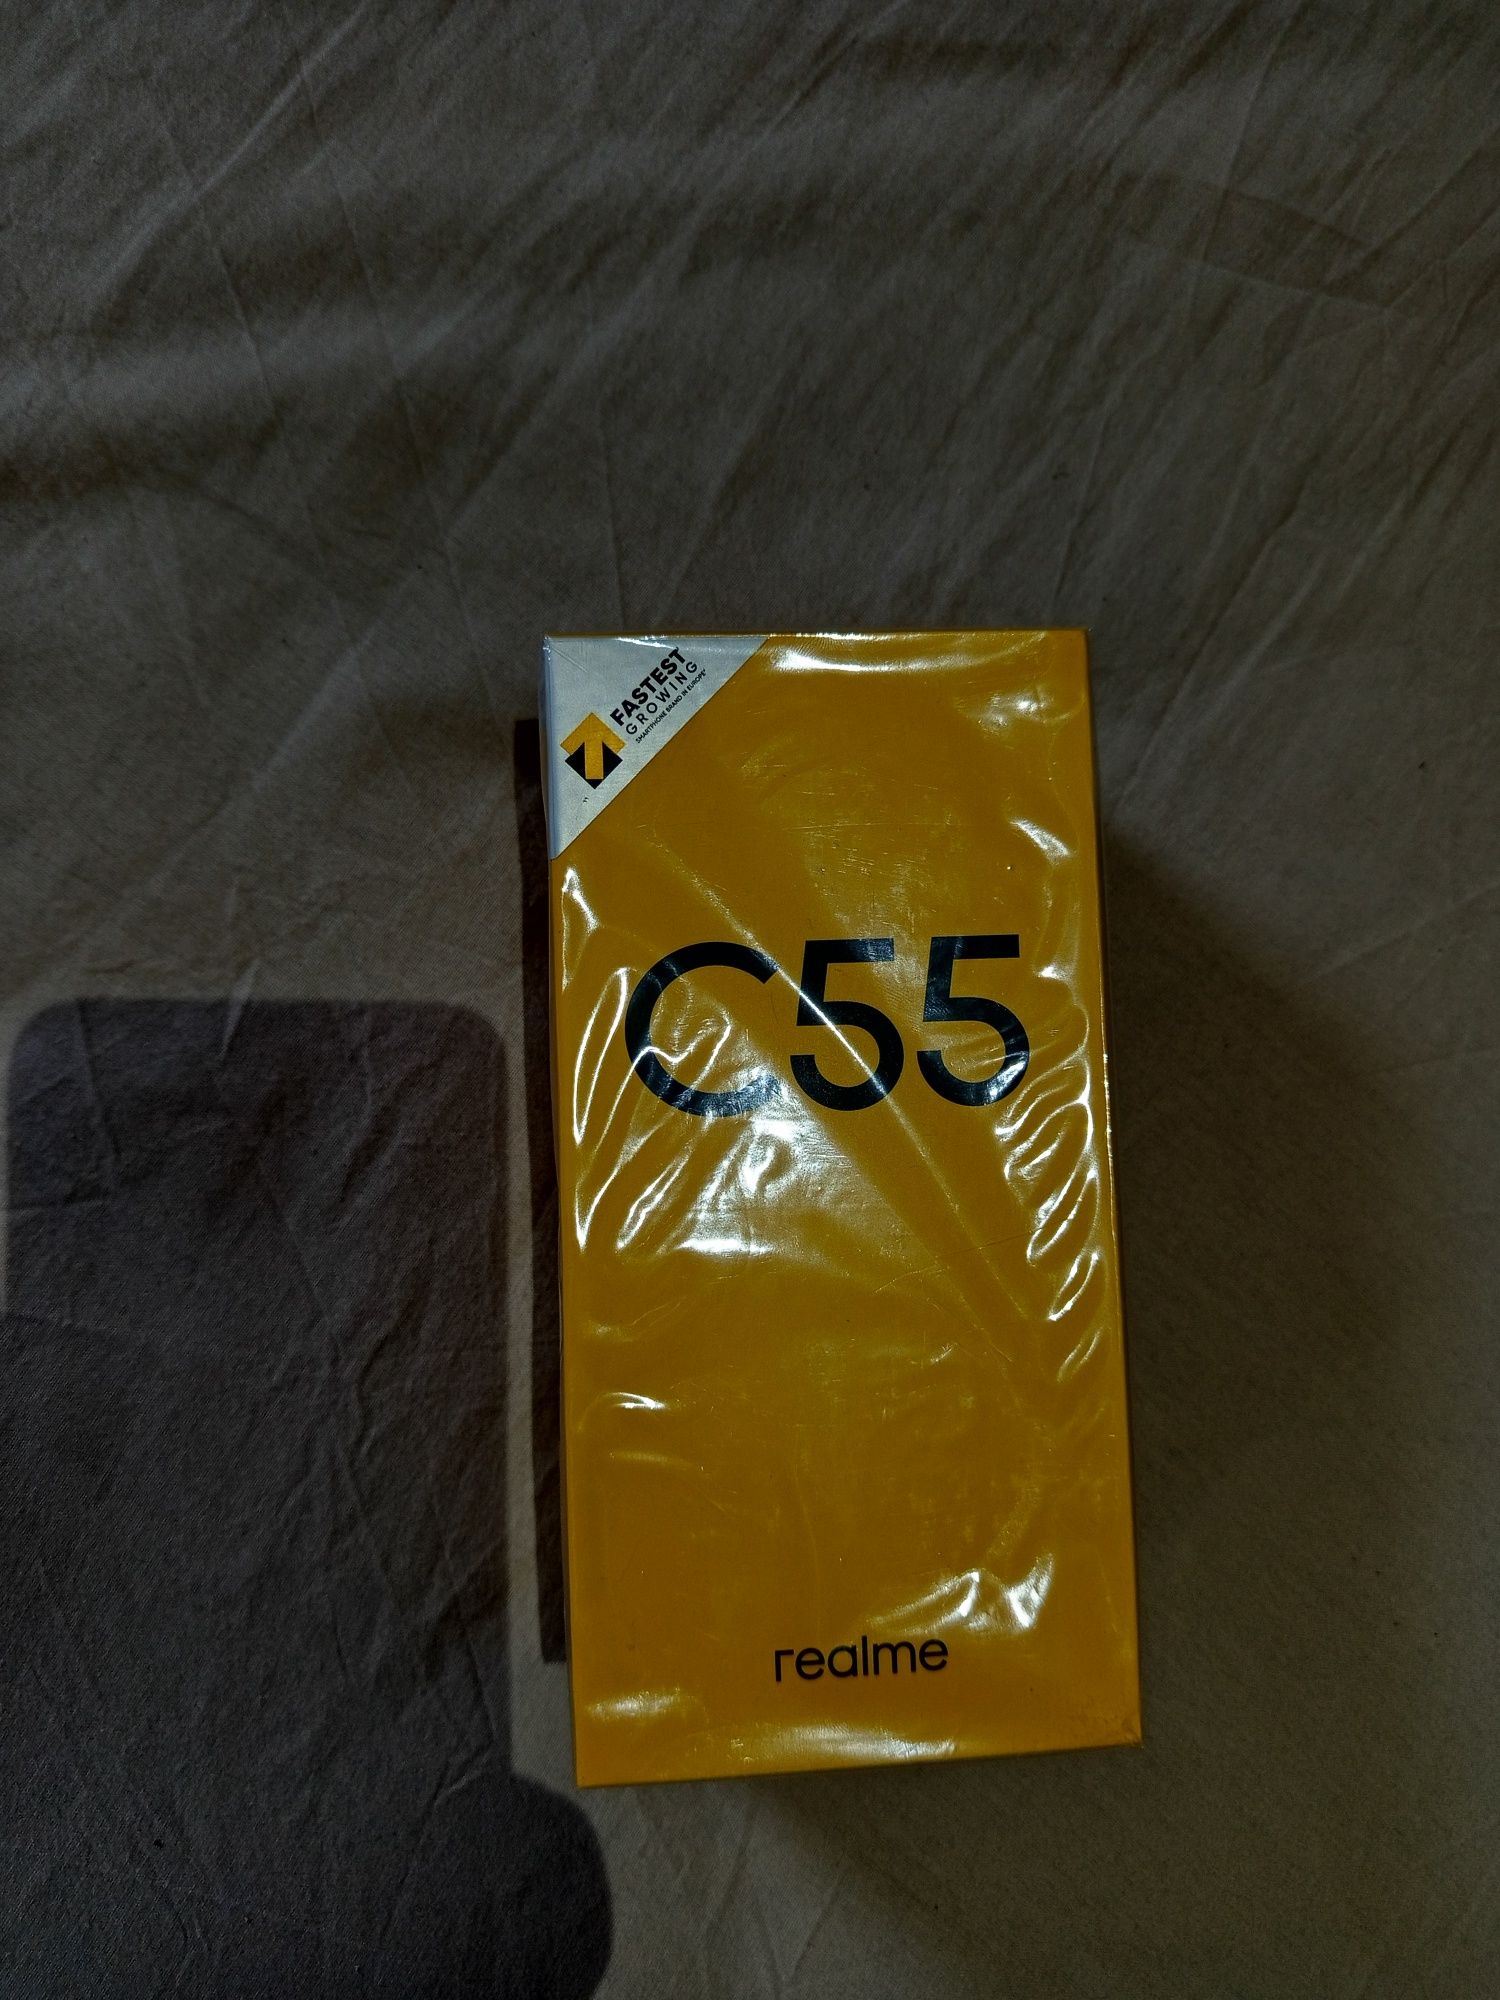 FASTEST
GROWING
SMARTPHONE BRAND IN EUROPE*
C55
realme